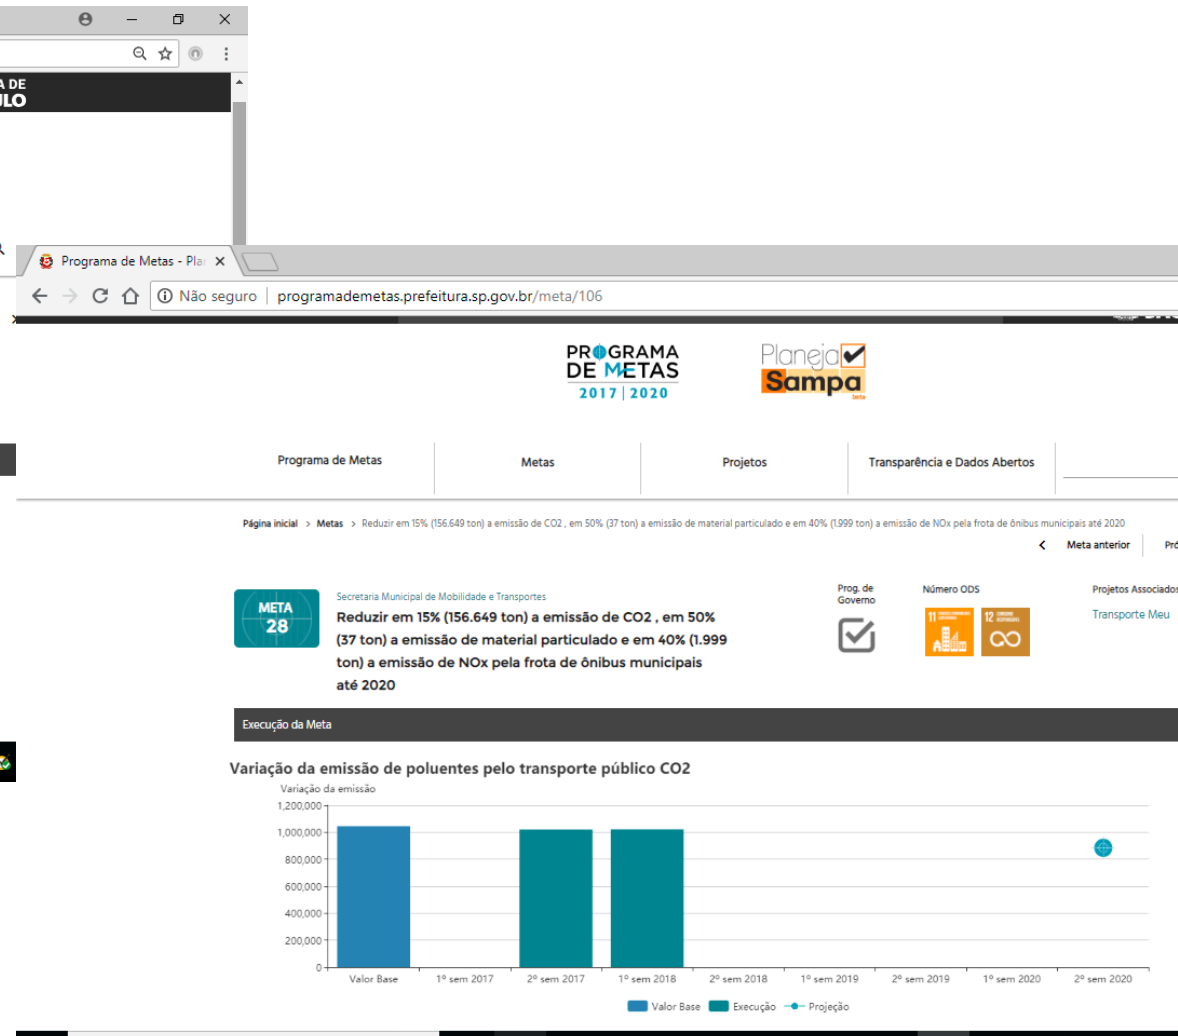 A DE
ULO
Programa de Metas - Pla
Não seguro | programademetas.prefeitura.sp.gov.br/meta/106
PROGRAMA
DE METAS
2017 | 2020
Planeja
Sampa
beta
Programa de Metas
Metas
Projetos
Transparência e Dados Abertos
Página inicial > Metas > Reduzir em 15% (156.649 ton) a emissão de CO2 , em 50% (37 ton) a emissão de material particulado e em 40% (1.999 ton) a emissão de NOx pela frota de ônibus municipais até 2020
Meta anterior
Pró
META
28
Secretaria Municipal de Mobilidade e Transportes
Reduzir em 15% (156.649 ton) a emissão de CO2 , em 50%
(37 ton) a emissão de material particulado e em 40% (1.999
ton) a emissão de NOx pela frota de ônibus municipais
até 2020
Prog. de
Governo
Número ODS
11
12
Projetos Associados
Transporte Meu
Execução da Meta
Variação da emissão de poluentes pelo transporte público CO2
Variação da emissão
1,200,000
1,000,000
800,000
600,000
400,000
200,000
0
Valor Base 1º sem 2017 2º sem 2017 1º sem 2018 2º sem 2018 1º sem 2019 2º sem 2019 1º sem 2020 2º sem 2020
Valor Base Execução Projeção